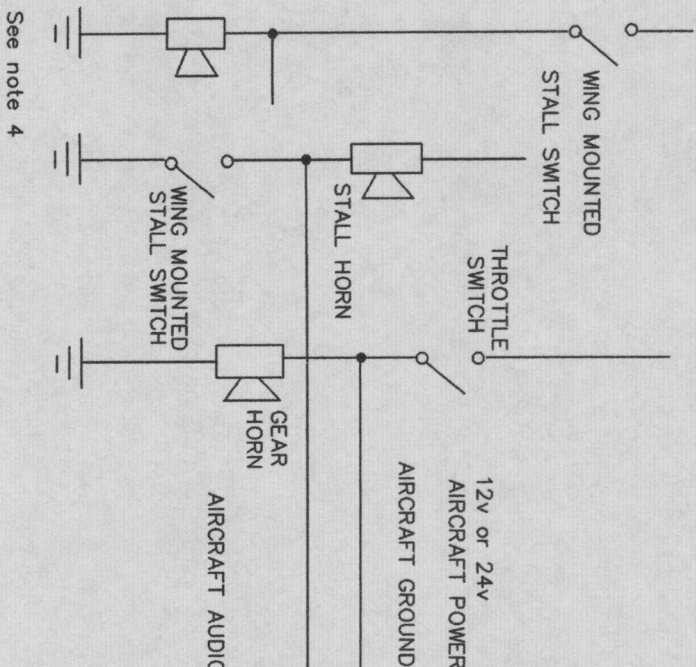 See note 4
WING MOUNTED
STALL SWITCH
STALL HORN
WING MOUNTED
STALL SWITCH
THROTTLE
SWITCH
GEAR
HORN
12v or 24v
AIRCRAFT POWER
AIRCRAFT GROUND
AIRCRAFT AUDIO